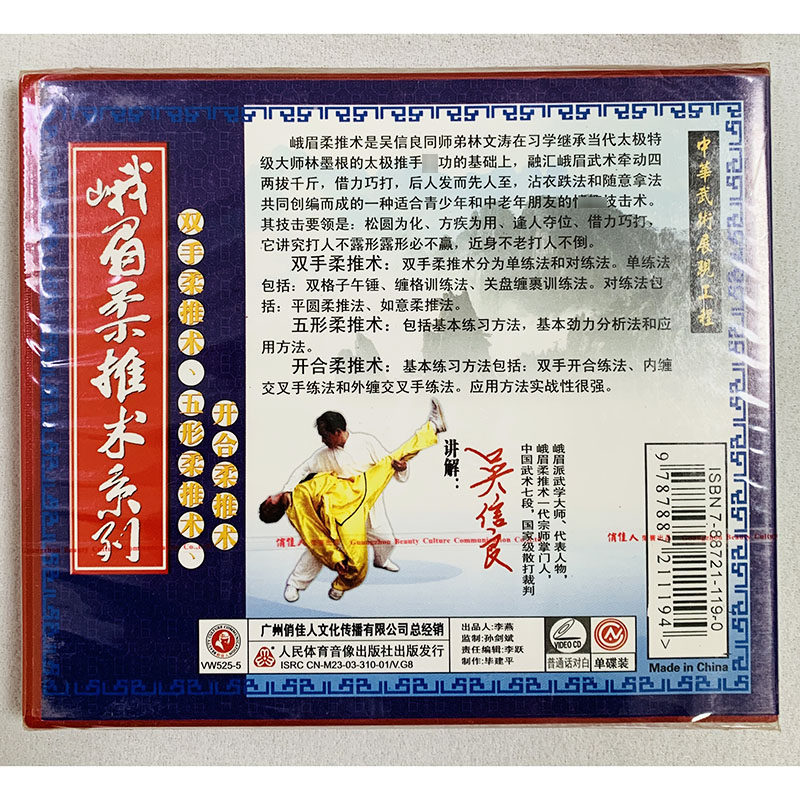 峨眉柔推术系列
双手柔推术、五形柔推术、
开合柔推术
峨眉柔推术是吴信良同师弟林文涛在习学继承当代太极特
级大师林墨根的太极推手 功的基础上，融汇峨眉武术牵动四
两拔千斤，借力巧打，后人发而先人至，沾衣跌法和随意拿法
共同创编而成的一种适合青少年和中老年朋友的 技击术。
其技击要领是：松圆为化、方疾为用、逢人夺位、借力巧打、
它讲究打人不露形露形必不赢，近身不老打人不倒。
双手柔推术：双手柔推术分为单练法和对练法。单练法
包括：双格子午锤、缠格训练法、关盘缠裹训练法。对练法包
括：平圆柔推法、如意柔推法。
五形柔推术：包括基本练习方法，基本劲力分析法和应
用方法。
开合柔推术：基本练习方法包括：双手开合练法、内缠
交叉手练法和外缠交叉手练法。应用方法实战性很强。
中華武術展現工程
讲解：
吴信良
峨眉派武学大师、代表人物，
峨眉柔推术一代宗师掌门人，
中国武术七段，国家级散打裁判
俏佳人
Guangzhou Beauty Culture Communication Co.,Ltd
ISBN7-88721-119-0
9 787887 211194>
VW525-5
广州俏佳人文化传播有限公司总经销
人民体育音像出版社出版发行
ISRC CN-M23-03-310-01/V.G8
出品人：李燕
监制：孙剑斌
责任编辑：李跃
制作：毕建平
VIDEO CD
普通话对白
单碟装
Made in China